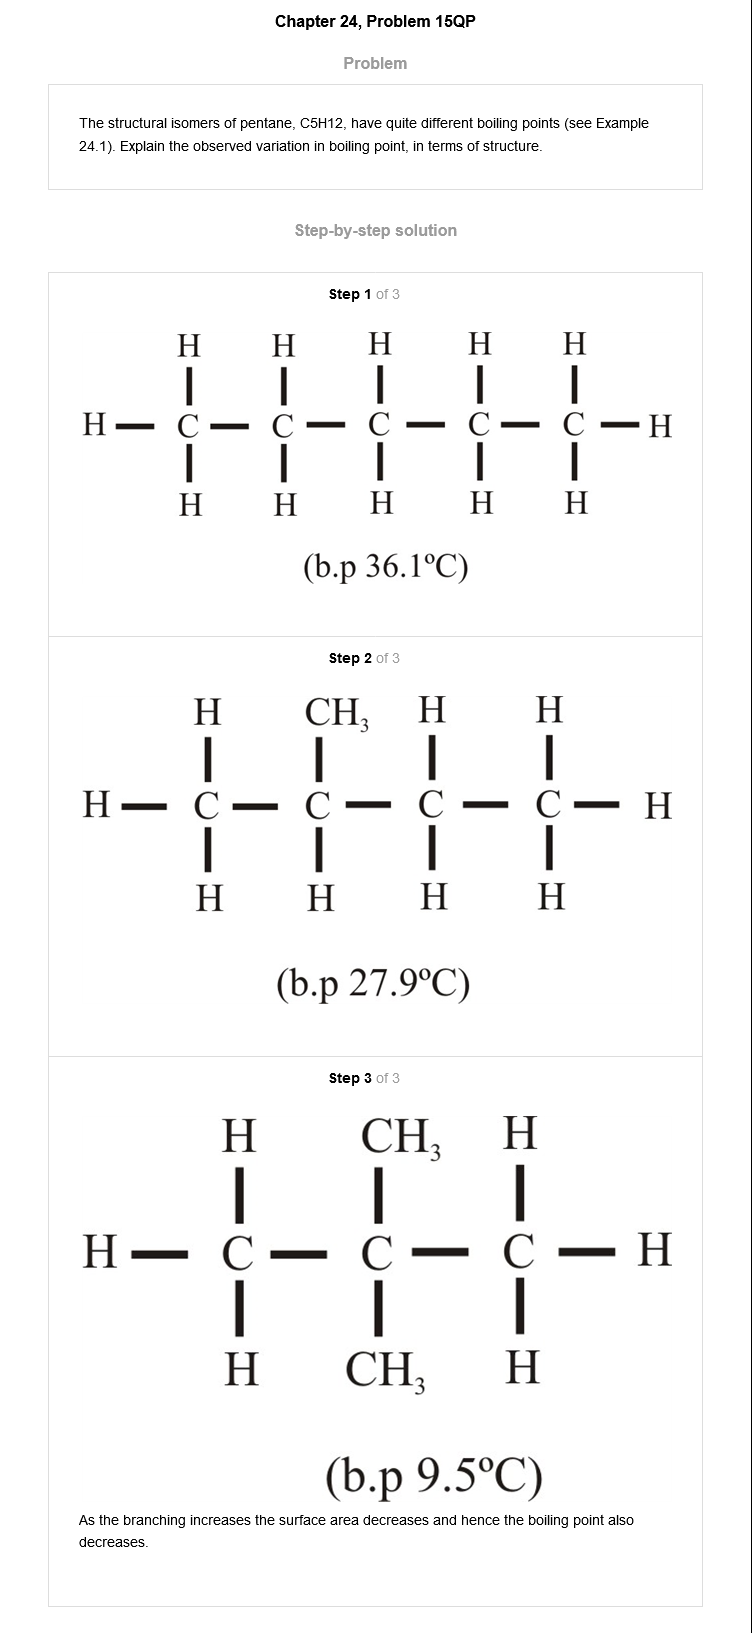 Chapter 24, Problem 15QP
Problem
The structural isomers of pentane, C5H12, have quite different boiling points (see Example
24.1). Explain the observed variation in boiling point, in terms of structure.
Step-by-step solution
Step 1 of 3
H H H H H
H — C — C — C — C — C — H
H H H H H
(b.p 36.1ºC)
Step 2 of 3
H CH₃ H H
H — C — C — C — C — H
H H H H
(b.p 27.9ºC)
Step 3 of 3
H CH₃ H
H — C — C — C — H
H CH₃ H
(b.p 9.5ºC)
As the branching increases the surface area decreases and hence the boiling point also
decreases.